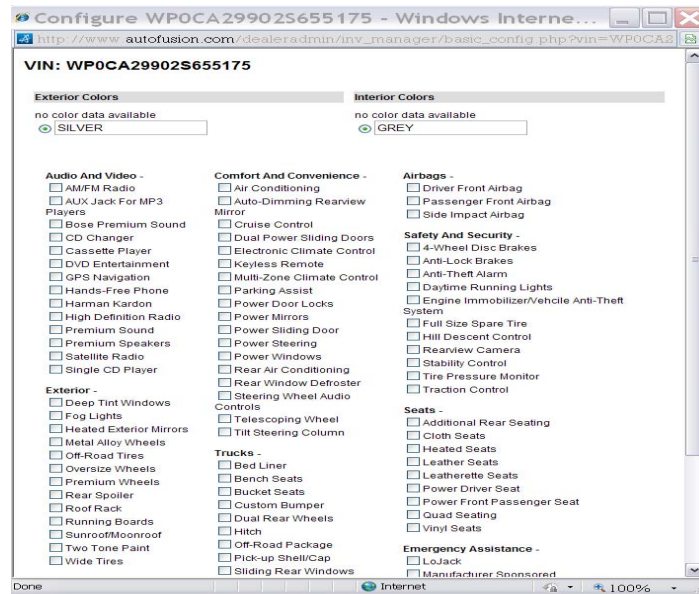 Configure WP0CA29902S655175 - Windows Interne...
http://www.autofusion.com/dealeradmin/inv_manager/basic_config.php?vin=WP0CA2
VIN: WP0CA29902S655175
Exterior Colors
no color data available
SILVER
Interior Colors
no color data available
GREY
Audio And Video -
AM/FM Radio
AUX Jack For MP3
Players
Bose Premium Sound
CD Changer
Cassette Player
DVD Entertainment
GPS Navigation
Hands-Free Phone
Harman Kardon
High Definition Radio
Premium Sound
Premium Speakers
Satellite Radio
Single CD Player
Exterior -
Deep Tint Windows
Fog Lights
Heated Exterior Mirrors
Metal Alloy Wheels
Off-Road Tires
Oversize Wheels
Premium Wheels
Rear Spoiler
Roof Rack
Running Boards
Sunroof/Moonroof
Two Tone Paint
Wide Tires
Comfort And Convenience -
Air Conditioning
Auto-Dimming Rearview
Mirror
Cruise Control
Dual Power Sliding Doors
Electronic Climate Control
Keyless Remote
Multi-Zone Climate Control
Parking Assist
Power Door Locks
Power Mirrors
Power Sliding Door
Power Steering
Power Windows
Rear Air Conditioning
Rear Window Defroster
Steering Wheel Audio
Controls
Telescoping Wheel
Tilt Steering Column
Trucks -
Bed Liner
Bench Seats
Bucket Seats
Custom Bumper
Dual Rear Wheels
Hitch
Off-Road Package
Pick-up Shell/Cap
Sliding Rear Windows
Airbags -
Driver Front Airbag
Passenger Front Airbag
Side Impact Airbag
Safety And Security -
4-Wheel Disc Brakes
Anti-Lock Brakes
Anti-Theft Alarm
Daytime Running Lights
Engine Immobilizer/Vehcile Anti-Theft
System
Full Size Spare Tire
Hill Descent Control
Rearview Camera
Stability Control
Tire Pressure Monitor
Traction Control
Seats -
Additional Rear Seating
Cloth Seats
Heated Seats
Leather Seats
Leatherette Seats
Power Driver Seat
Power Front Passenger Seat
Quad Seating
Vinyl Seats
Emergency Assistance -
LoJack
Manufacturer Sponsored
Done
Internet
100%